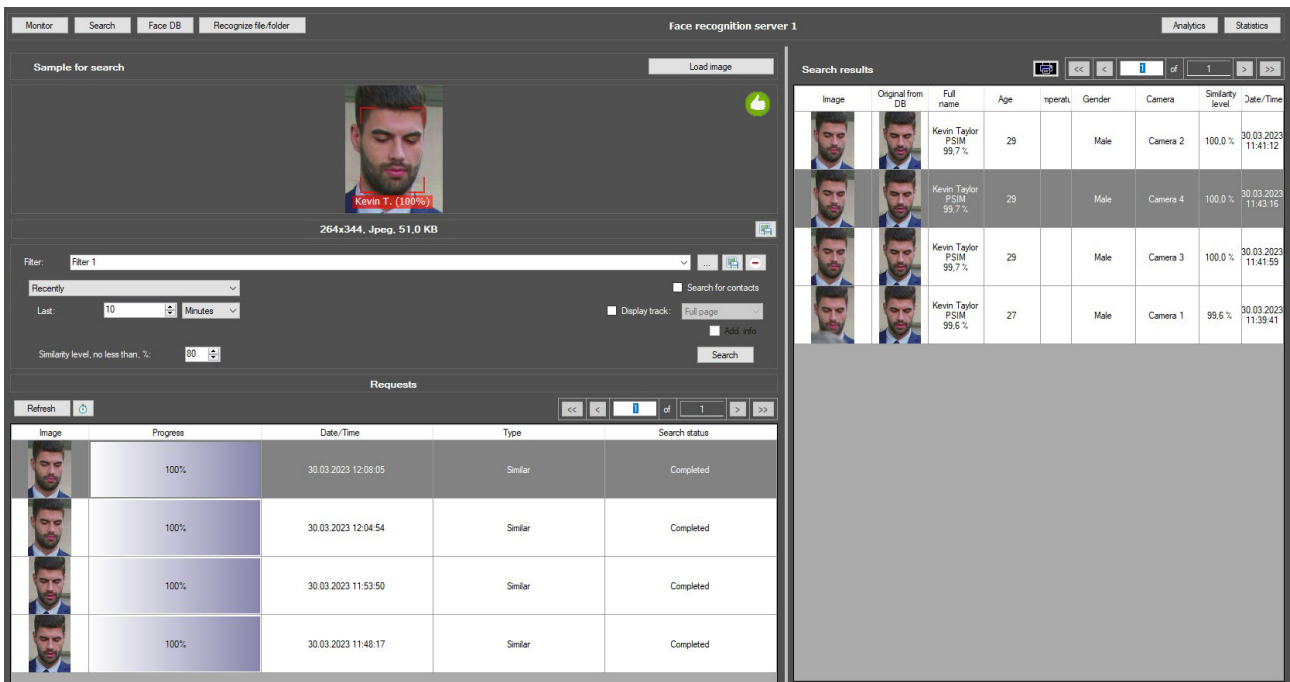 Monitor Search Face DB Recognize file/folder Face recognition server 1 Analytics Statistics
Sample for search Load image
Kevin T. (100%)
264x344, Jpeg, 51,0 KB
Filter: Filter 1 ...
Recently Search for contacts
Last: 10 Minutes Display track: Full page
Add. info
Similarity level, no less than, %: 80 Search
Requests
Refresh << < 1 of 1 > >>
Image Progress Date/Time Type Search status
100% 30.03.2023 12:08:05 Similar Completed
100% 30.03.2023 12:04:54 Similar Completed
100% 30.03.2023 11:53:50 Similar Completed
100% 30.03.2023 11:48:17 Similar Completed
Search results << < 1 of 1 > >>
Image Original from DB Full name Age Gender Camera Similarity level Date/Time
Kevin Taylor
PSIM 29 Male Camera 2 100,0 % 30.03.2023
99,7 % 11:41:12
Kevin Taylor
PSIM 29 Male Camera 4 100,0 % 30.03.2023
99,7 % 11:43:16
Kevin Taylor
PSIM 29 Male Camera 3 100,0 % 30.03.2023
99,7 % 11:41:59
Kevin Taylor
PSIM 27 Male Camera 1 99,6 % 30.03.2023
99,6 % 11:39:41